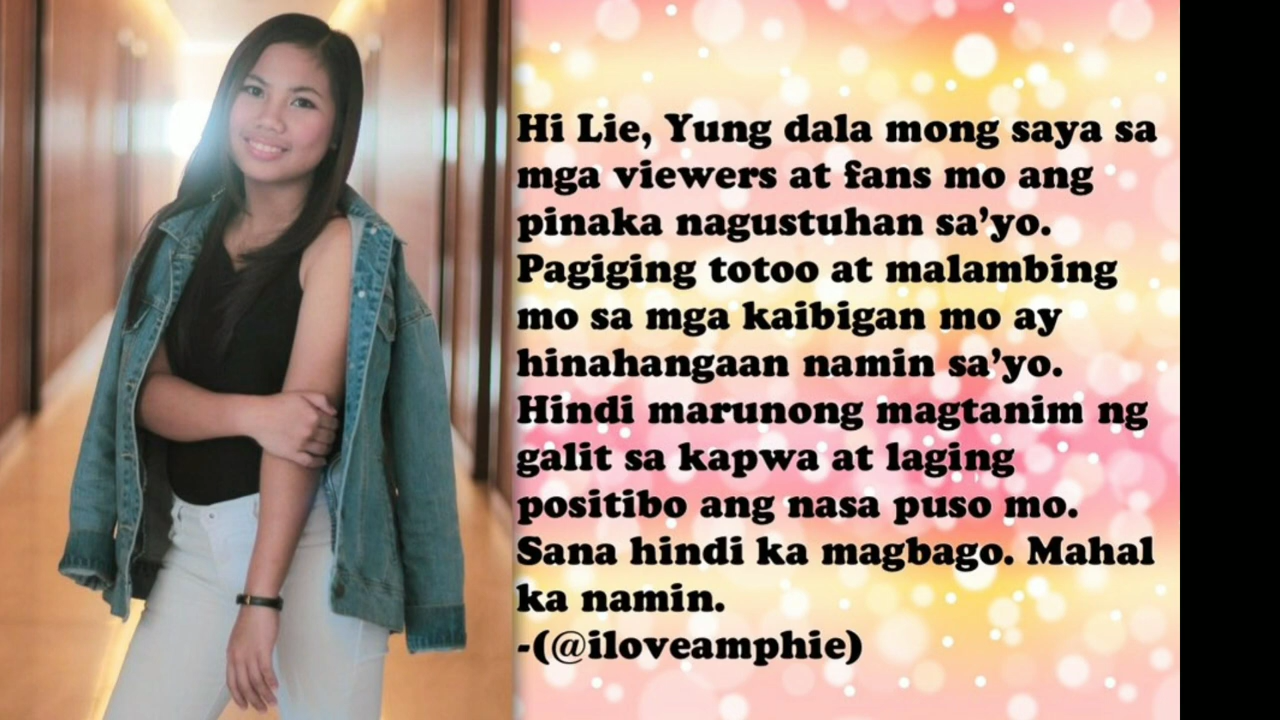 Hi Lie, Yung dala mong saya sa
mga viewers at fans mo ang
pinaka nagustuhan sa’yo.
Pagiging totoo at malambing
mo sa mga kaibigan mo ay
hinahangaan namin sa’yo.
Hindi marunong magtanim ng
galit sa kapwa at laging
positibo ang nasa puso mo.
Sana hindi ka magbago. Mahal
ka namin.
-(@iloveamphie)